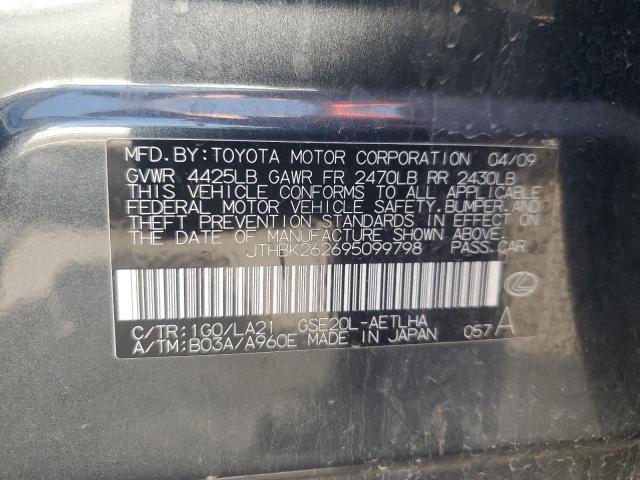 MFD.BY:TOYOTA MOTOR CORPORATION 04/09
GVWR 4425LB GAWR FR 2470LB RR 2430LB
THIS VEHICLE CONFORMS TO ALL APPLICABLE
FEDERAL MOTOR VEHICLE SAFETY, BUMPER, AND
THEFT PREVENTION STANDARDS IN EFFECT ON
THE DATE OF MANUFACTURE SHOWN ABOVE.
JTHBK262695099798 PASS.CAR
C/TR:1G0/LA21 GSE20L-AETLHA
A/TM:B03A/A960E MADE IN JAPAN 057 A